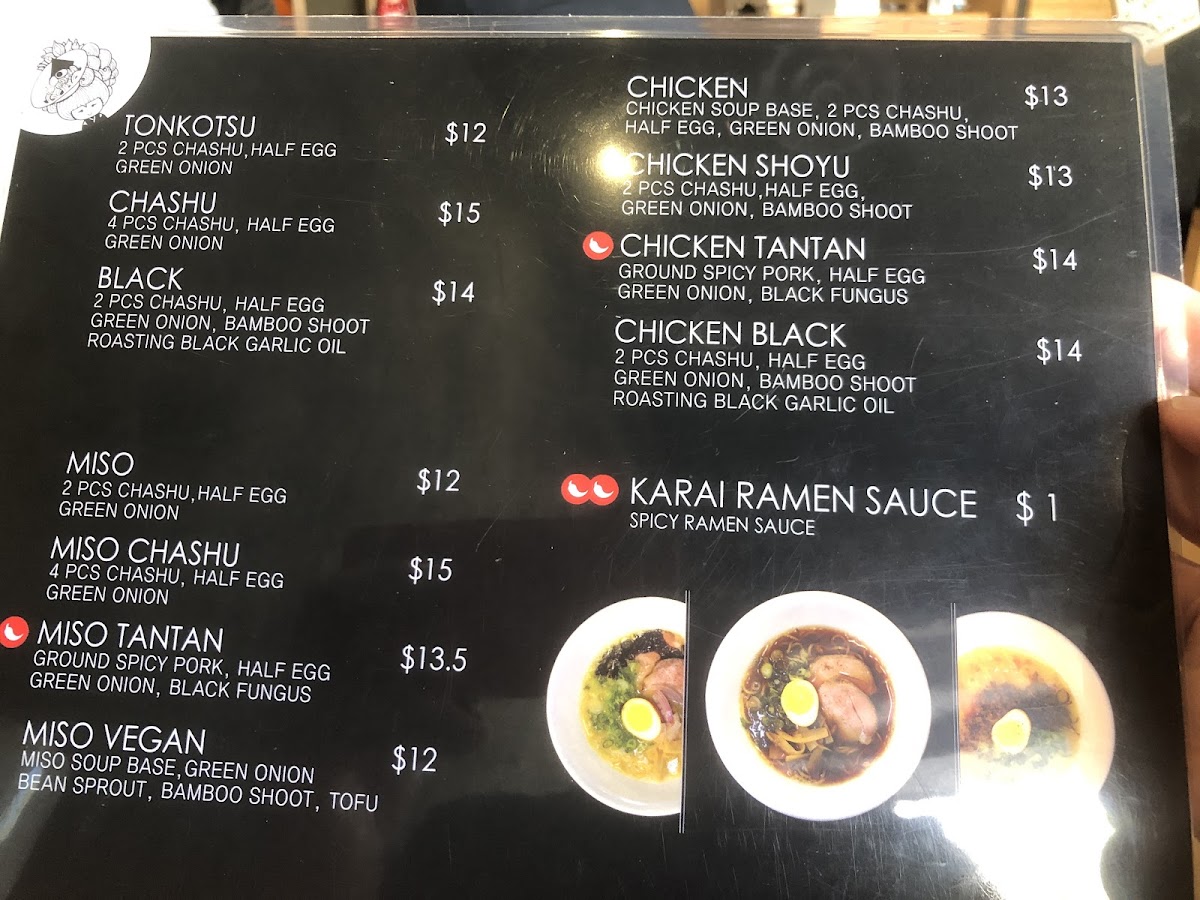 TONKOTSU $12
2 PCS CHASHU,HALF EGG
GREEN ONION
CHASHU $15
4 PCS CHASHU, HALF EGG
GREEN ONION
BLACK $14
2 PCS CHASHU, HALF EGG
GREEN ONION, BAMBOO SHOOT
ROASTING BLACK GARLIC OIL
MISO $12
2 PCS CHASHU,HALF EGG
GREEN ONION
MISO CHASHU $15
4 PCS CHASHU, HALF EGG
GREEN ONION
MISO TANTAN $13.5
GROUND SPICY PORK, HALF EGG
GREEN ONION, BLACK FUNGUS
MISO VEGAN $12
MISO SOUP BASE,GREEN ONION
BEAN SPROUT, BAMBOO SHOOT, TOFU
CHICKEN $13
CHICKEN SOUP BASE, 2 PCS CHASHU,
HALF EGG, GREEN ONION, BAMBOO SHOOT
CHICKEN SHOYU $13
2 PCS CHASHU,HALF EGG,
GREEN ONION, BAMBOO SHOOT
CHICKEN TANTAN $14
GROUND SPICY PORK, HALF EGG
GREEN ONION, BLACK FUNGUS
CHICKEN BLACK $14
2 PCS CHASHU, HALF EGG
GREEN ONION, BAMBOO SHOOT
ROASTING BLACK GARLIC OIL
KARAI RAMEN SAUCE $ 1
SPICY RAMEN SAUCE